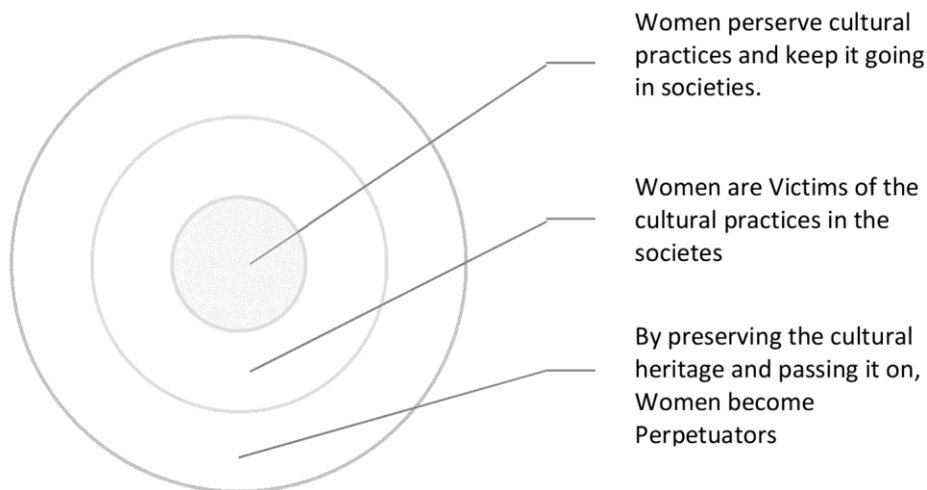 Women perserve cultural
practices and keep it going
in societies.
Women are Victims of the
cultural practices in the
societes
By preserving the cultural
heritage and passing it on,
Women become
Perpetuators